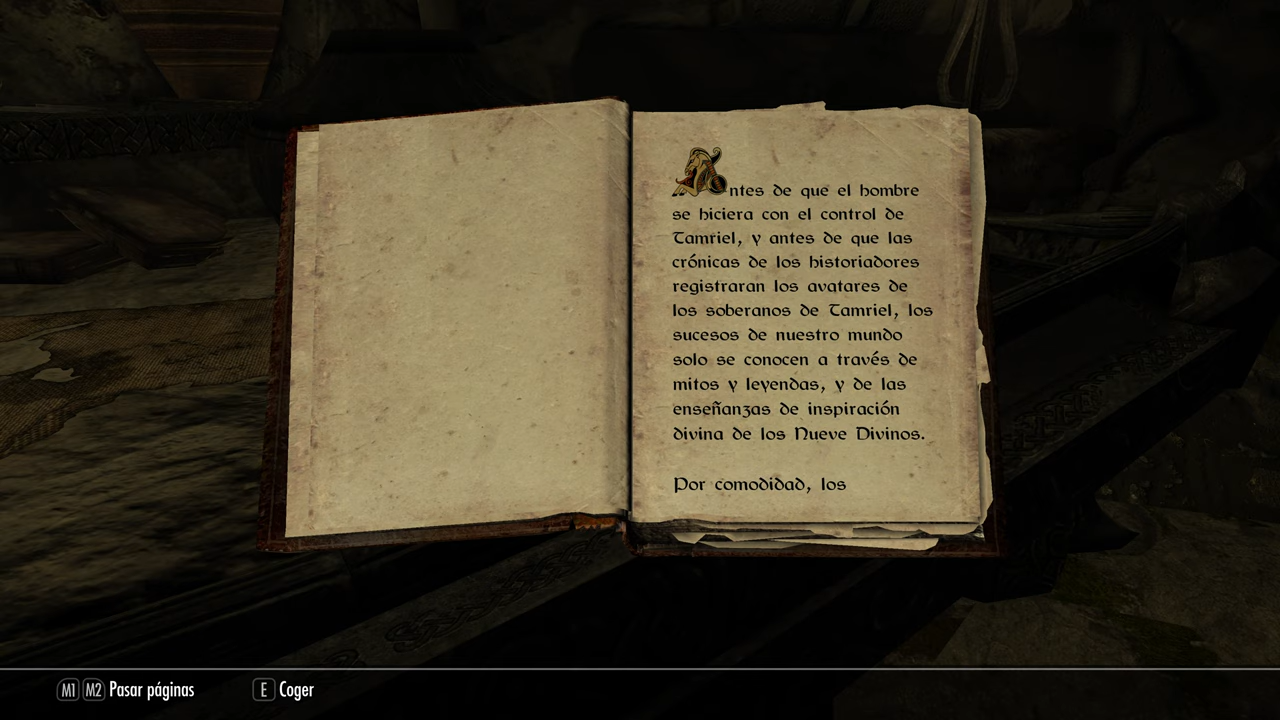 Antes de que el hombre
se hiciera con el control de
Tamriel, y antes de que las
crónicas de los historiadores
registraran los avatares de
los soberanos de Tamriel, los
sucesos de nuestro mundo
solo se conocen a través de
mitos y leyendas, y de las
enseñanzas de inspiración
divina de los Nueve Divinos.
Por comodidad, los
M1 M2 Pasar páginas E Coger